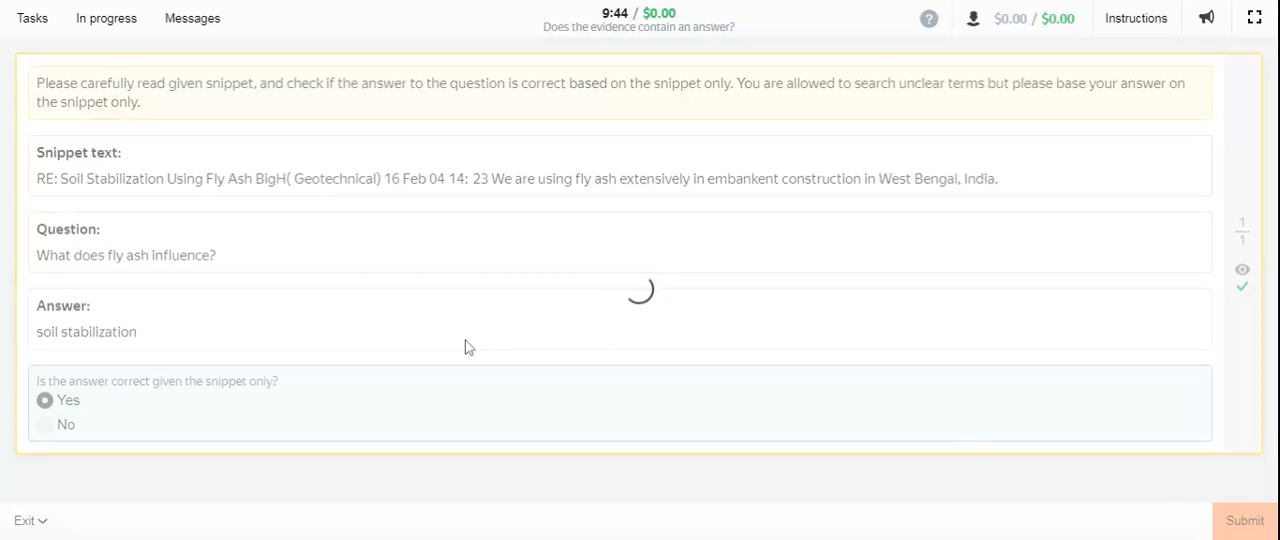 Tasks In progress Messages 9:44 / $0.00 ? $0.00 / $0.00 Instructions
Does the evidence contain an answer?
Please carefully read given snippet, and check if the answer to the question is correct based on the snippet only. You are allowed to search unclear terms but please base your answer on
the snippet only.
Snippet text:
RE: Soil Stabilization Using Fly Ash BigH( Geotechnical) 16 Feb 04 14: 23 We are using fly ash extensively in embankent construction in West Bengal, India.
Question:
What does fly ash influence?
1
1
Answer:
soil stabilization
Is the answer correct given the snippet only?
Yes
No
Exit Submit